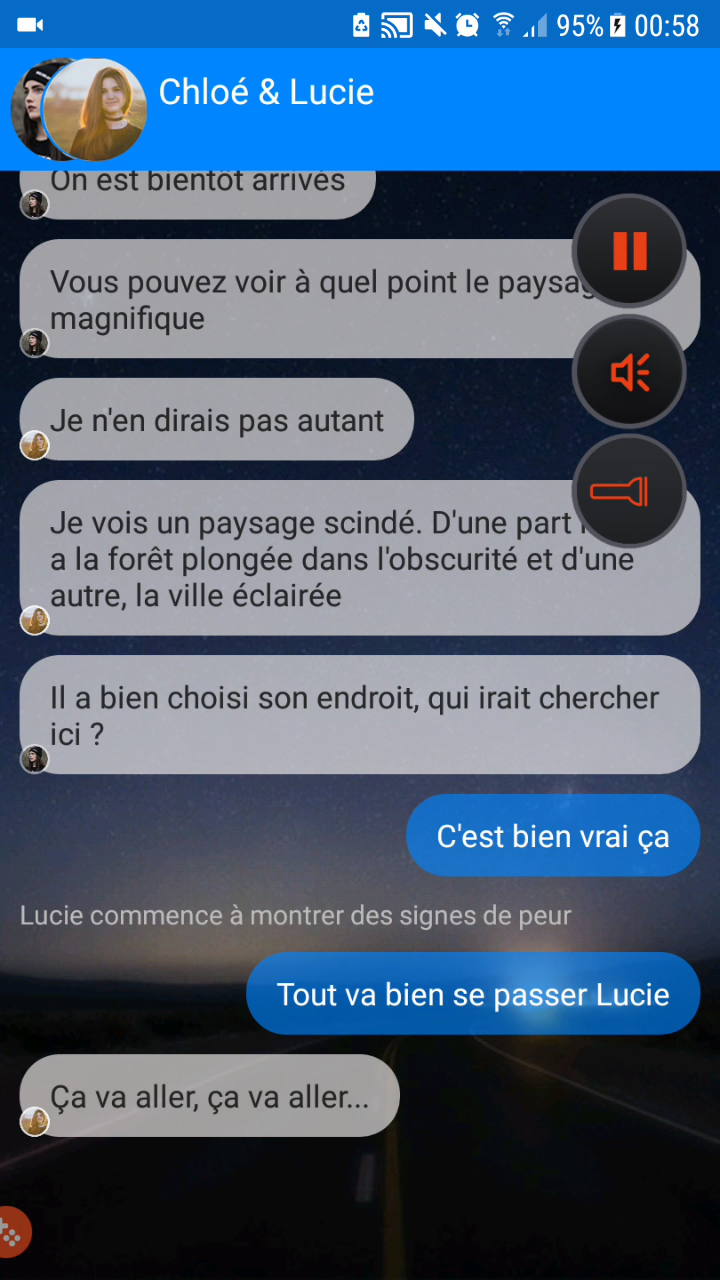 95% 00:58
Chloé & Lucie
On est bientôt arrivés
Vous pouvez voir à quel point le
magnifique
Je n'en dirais pas autant
Je vois un paysage scindé. D'une part
a la forêt plongée dans l'obscurité et d'une
autre, la ville éclairée
Il a bien choisi son endroit, qui irait chercher
ici ?
C'est bien vrai ça
Lucie commence à montrer des signes de peur
Tout va bien se passer Lucie
Ça va aller, ça va aller...